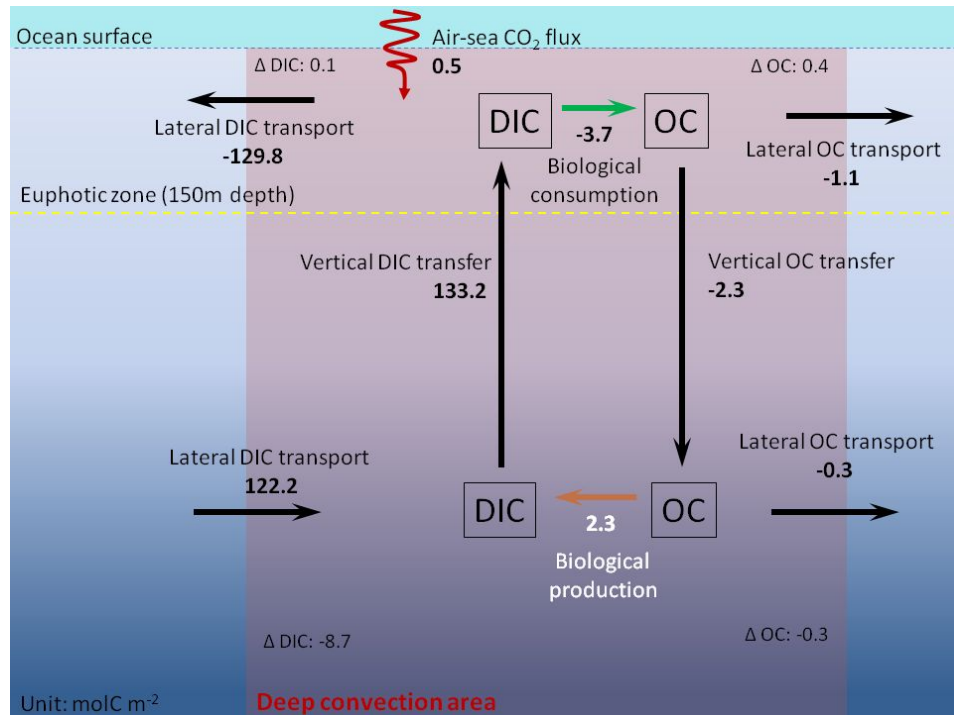 Ocean surface
Air-sea CO₂ flux
0.5
Δ DIC: 0.1
Δ OC: 0.4
Lateral DIC transport
-129.8
DIC
-3.7
OC
Biological
consumption
Lateral OC transport
-1.1
Euphotic zone (150m depth)
Vertical DIC transfer
133.2
Vertical OC transfer
-2.3
Lateral DIC transport
122.2
DIC
2.3
OC
Biological
production
Lateral OC transport
-0.3
Δ DIC: -8.7
Δ OC: -0.3
Unit: molC m⁻²
Deep convection area